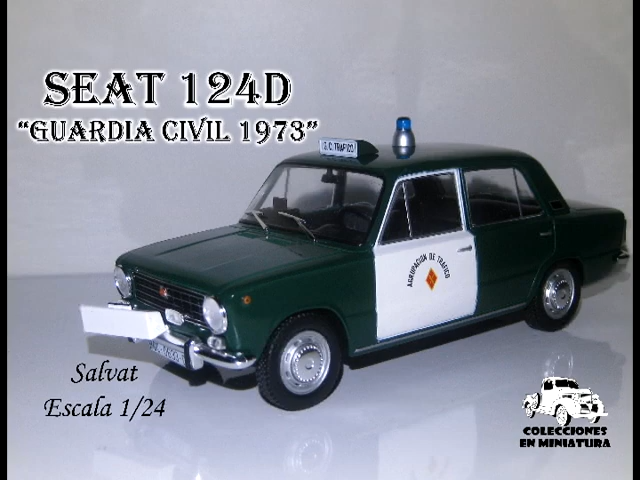 SEAT 124D
"GUARDIA CIVIL 1973"
G.C. TRAFICO
AGRUPACION DE TRAFICO
Salvat
Escala 1/24
COLECCIONES
EN MINIATURA